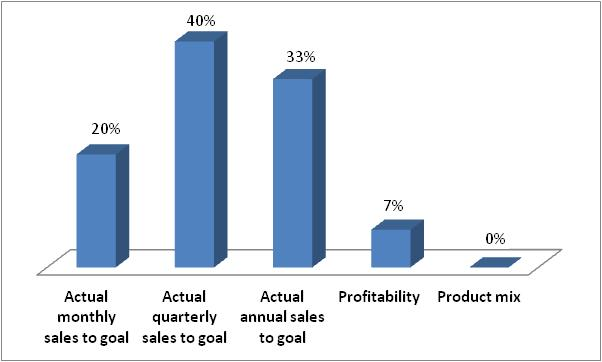 20%
40%
33%
7%
0%
Actual
monthly
sales to goal
Actual
quarterly
sales to goal
Actual
annual sales
to goal
Profitability
Product mix